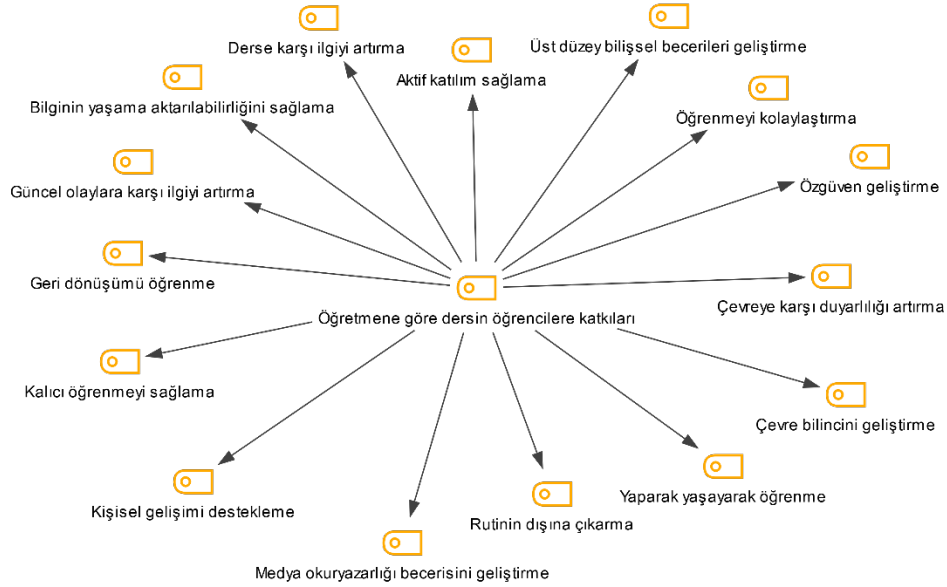 Derse karşı ilgiyi artırma
Üst düzey bilişsel becerileri geliştirme
Aktif katılım sağlama
Bilginin yaşama aktarılabilirliğini sağlama
Öğrenmeyi kolaylaştırma
Güncel olaylara karşı ilgiyi artırma
Özgüven geliştirme
Geri dönüşümü öğrenme
Çevreye karşı duyarlılığı artırma
Öğretmene göre dersin öğrencilere katkıları
Kalıcı öğrenmeyi sağlama
Çevre bilincini geliştirme
Kişisel gelişimi destekleme
Yaparak yaşayarak öğrenme
Rutinin dışına çıkarma
Medya okuryazarlığı becerisini geliştirme